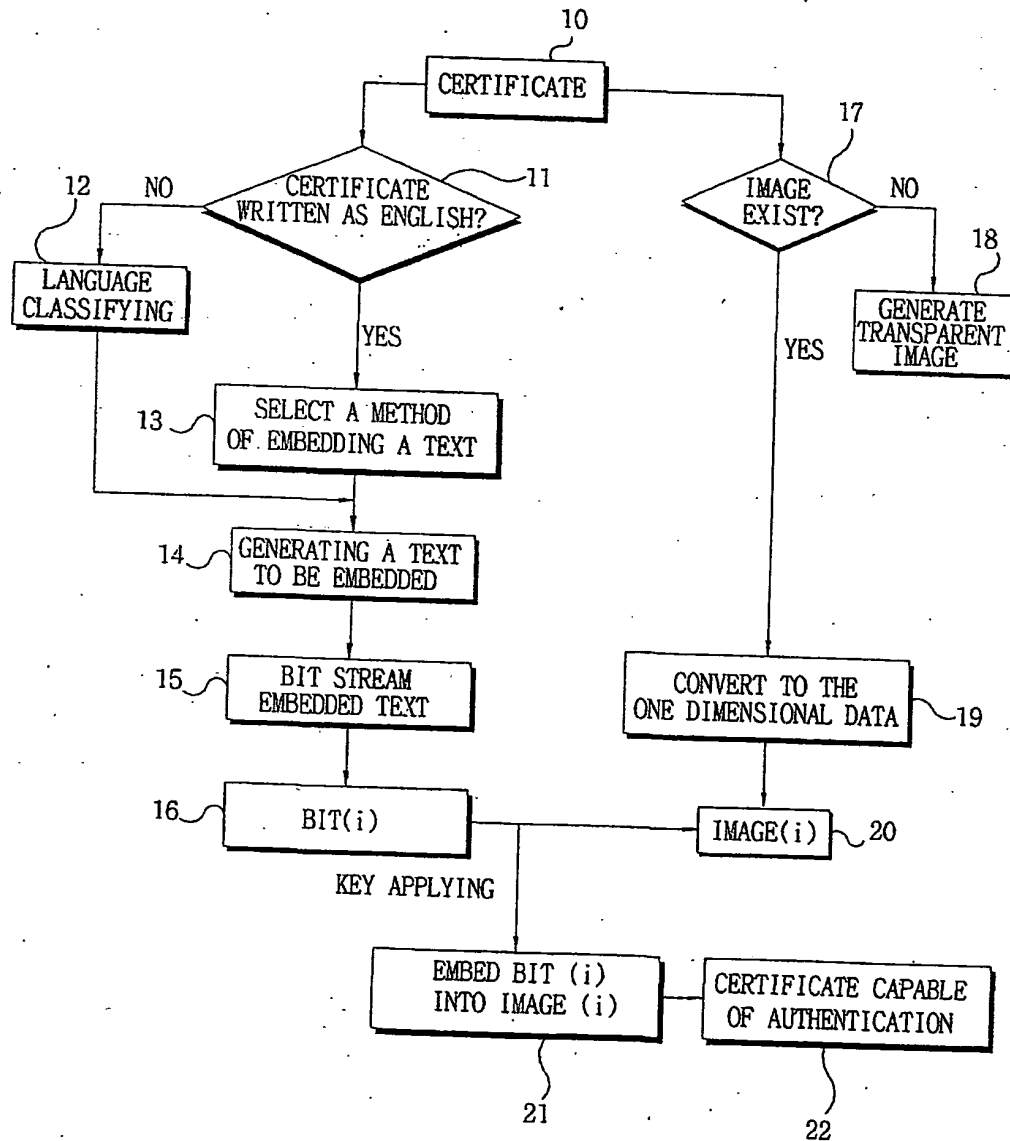 10
CERTIFICATE
17
11
12
NO
CERTIFICATE
WRITTEN AS ENGLISH?
IMAGE
EXIST?
NO
18
LANGUAGE
CLASSIFYING
GENERATE
TRANSPARENT
IMAGE
YES
YES
13
SELECT A METHOD
OF EMBEDDING A TEXT
14
GENERATING A TEXT
TO BE EMBEDDED
15
BIT STREAM
EMBEDDED TEXT
CONVERT TO THE
ONE DIMENSIONAL DATA
19
16
BIT(i)
IMAGE(i)
20
KEY APPLYING
EMBED BIT (i)
INTO IMAGE (i)
CERTIFICATE CAPABLE
OF AUTHENTICATION
21
22